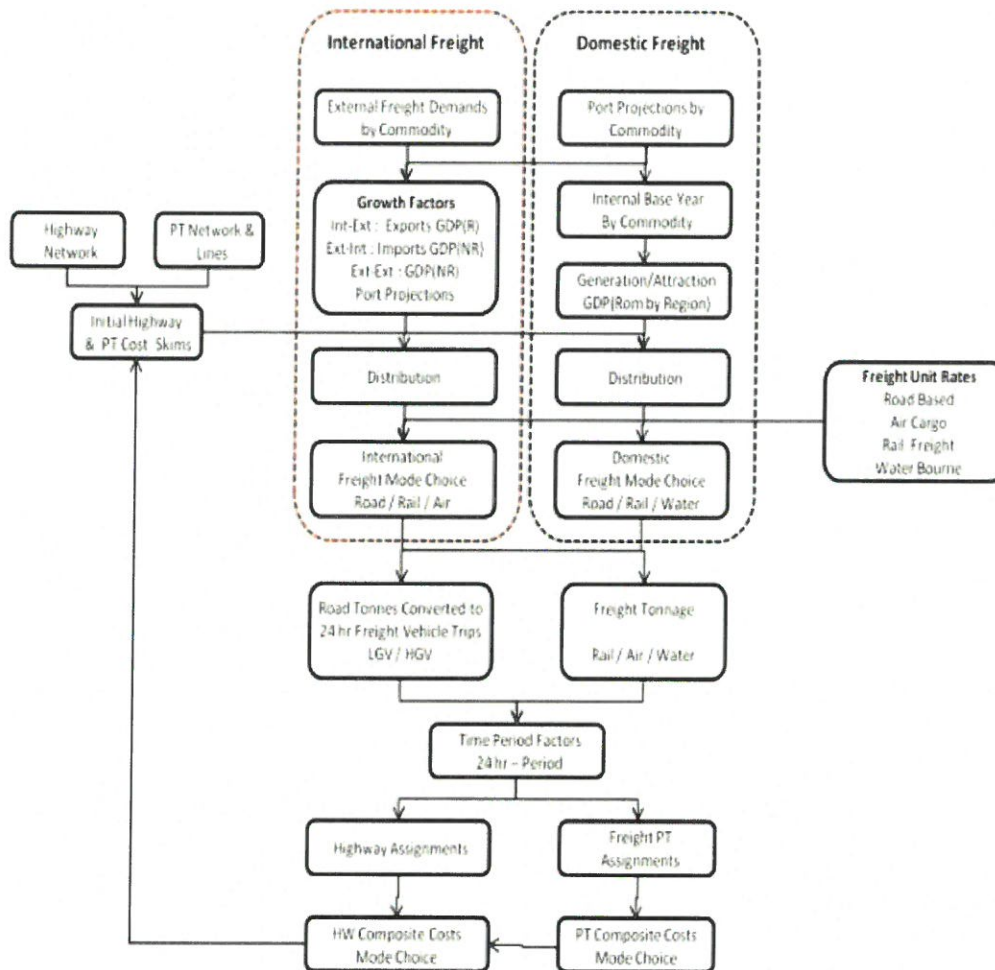 International Freight
Domestic Freight
External Freight Demands
by Commodity
Port Projections by
Commodity
Growth Factors
Int-Ext : Exports GDP(R)
Ext-Int : Imports GDP(NR)
Ext-Ext : GDP(NR)
Port Projections
Internal Base Year
By Commodity
Highway
Network
PT Network &
Lines
Generation/Attraction
GDP(Rom by Region)
Initial Highway
& PT Cost Skims
Distribution
Distribution
Freight Unit Rates
Road Based
Air Cargo
Rail Freight
Water Bourne
International
Freight Mode Choice
Road / Rail / Air
Domestic
Freight Mode Choice
Road / Rail / Water
Road Tonnes Converted to
24 hr Freight Vehicle Trips
LGV / HGV
Freight Tonnage
Rail / Air / Water
Time Period Factors
24 hr – Period
Highway Assignments
Freight PT
Assignments
HW Composite Costs
Mode Choice
PT Composite Costs
Mode Choice